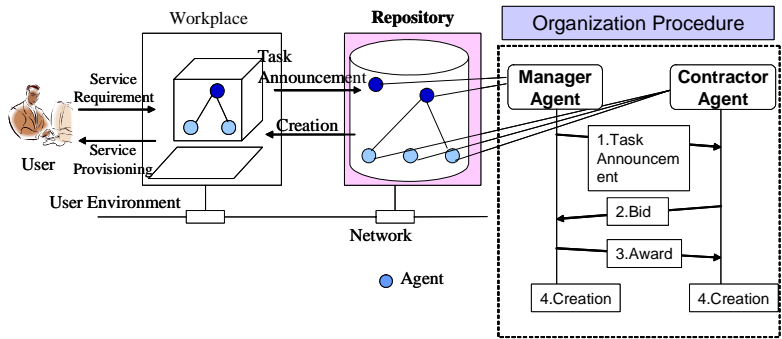 Workplace
Repository
Organization Procedure
Task
Announcement
Service
Requirement
Creation
Service
Provisioning
User
User Environment
Network
Agent
Manager
Agent
Contractor
Agent
1.Task
Announcem
ent
2.Bid
3.Award
4.Creation
4.Creation